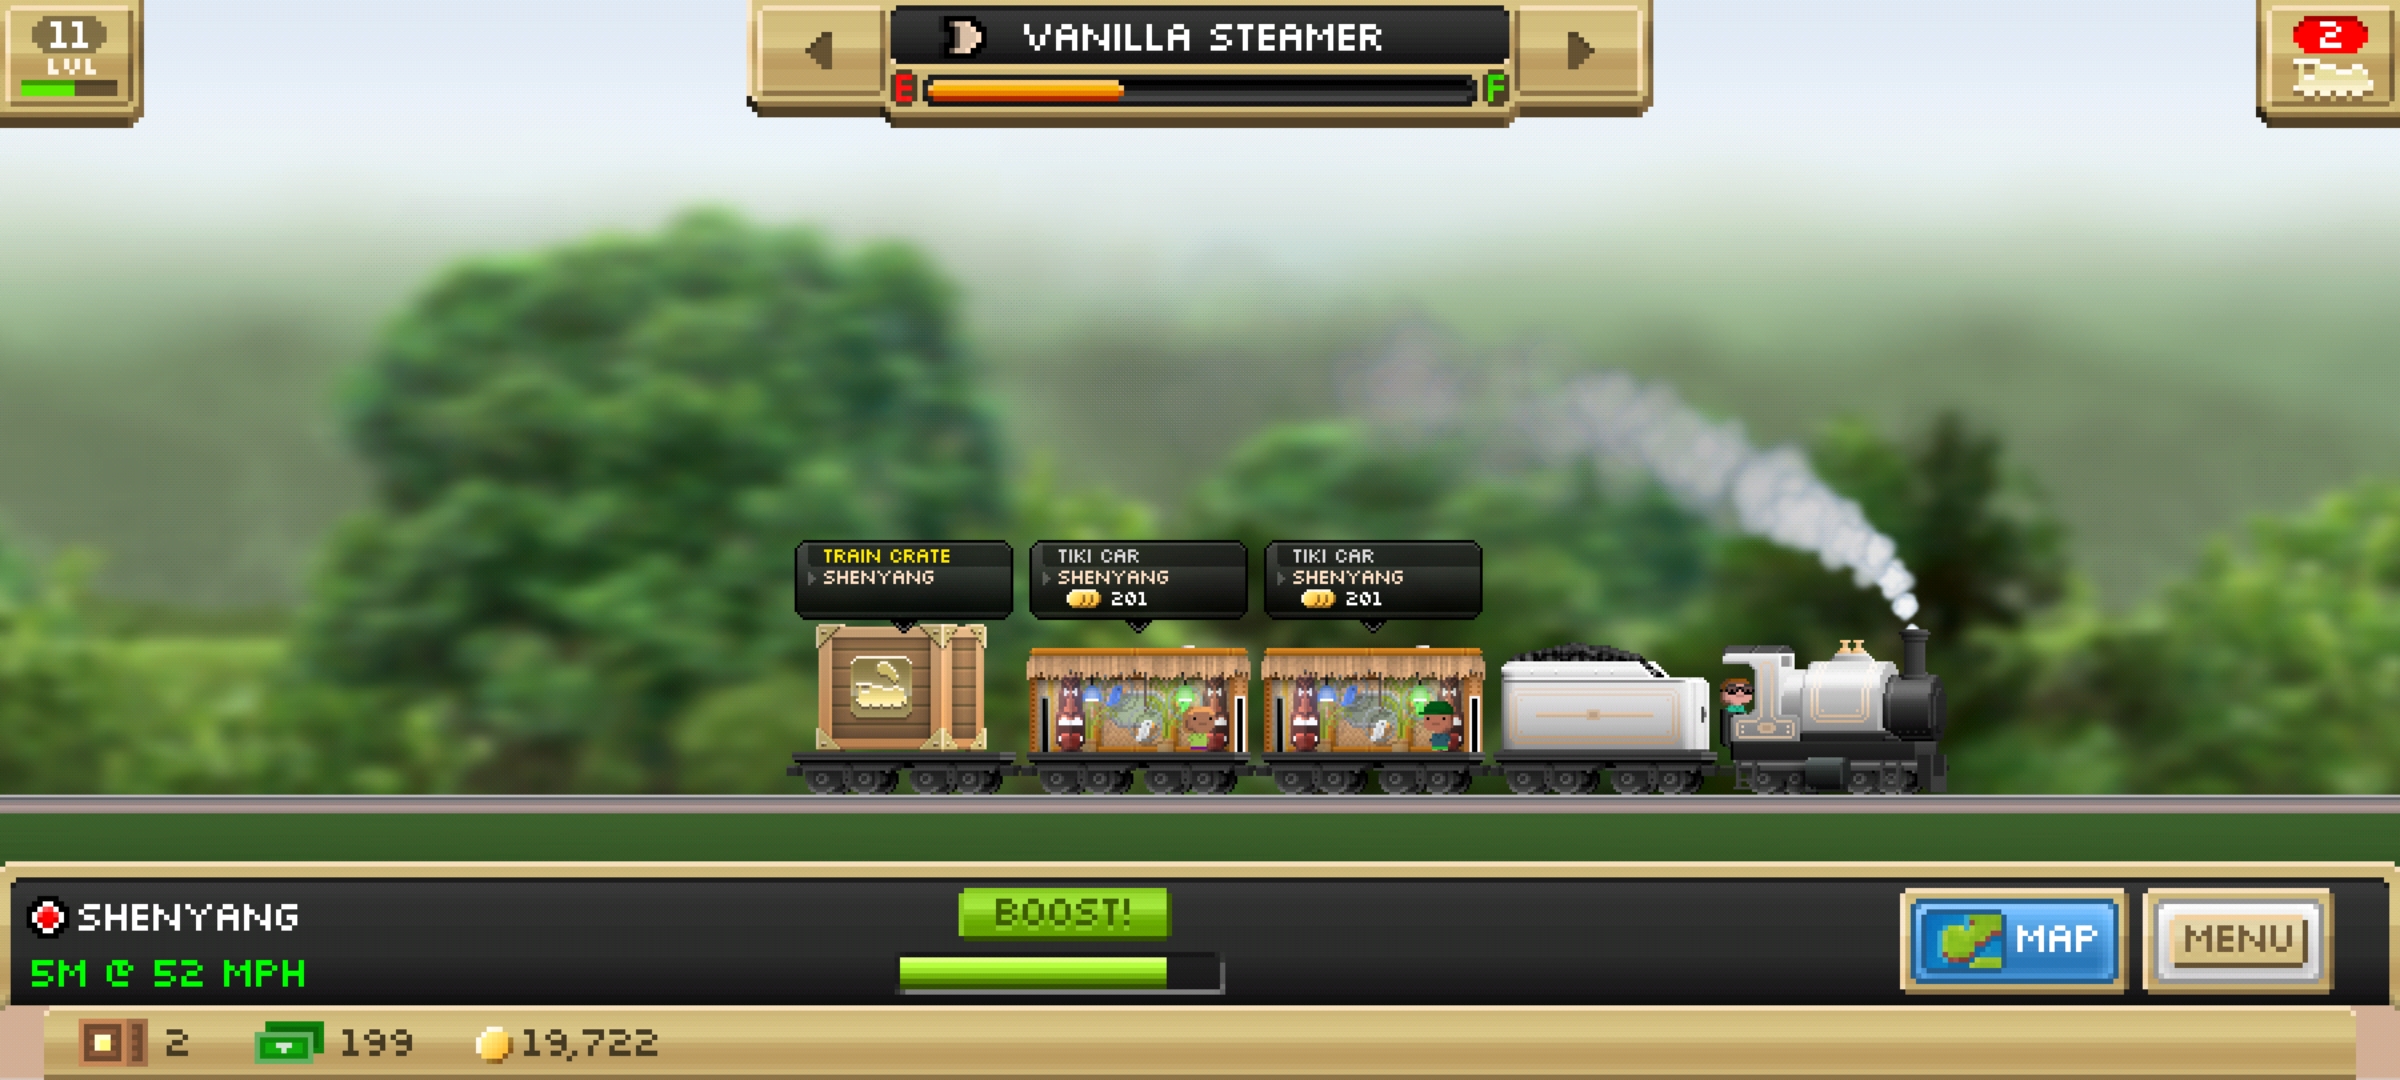 11
LVL
VANILLA STEAMER
E F
2
TRAIN CRATE
SHENYANG
TIKI CAR
SHENYANG
201
TIKI CAR
SHENYANG
201
SHENYANG
5M @ 52 MPH
BOOST!
MAP
MENU
2
199
19,722